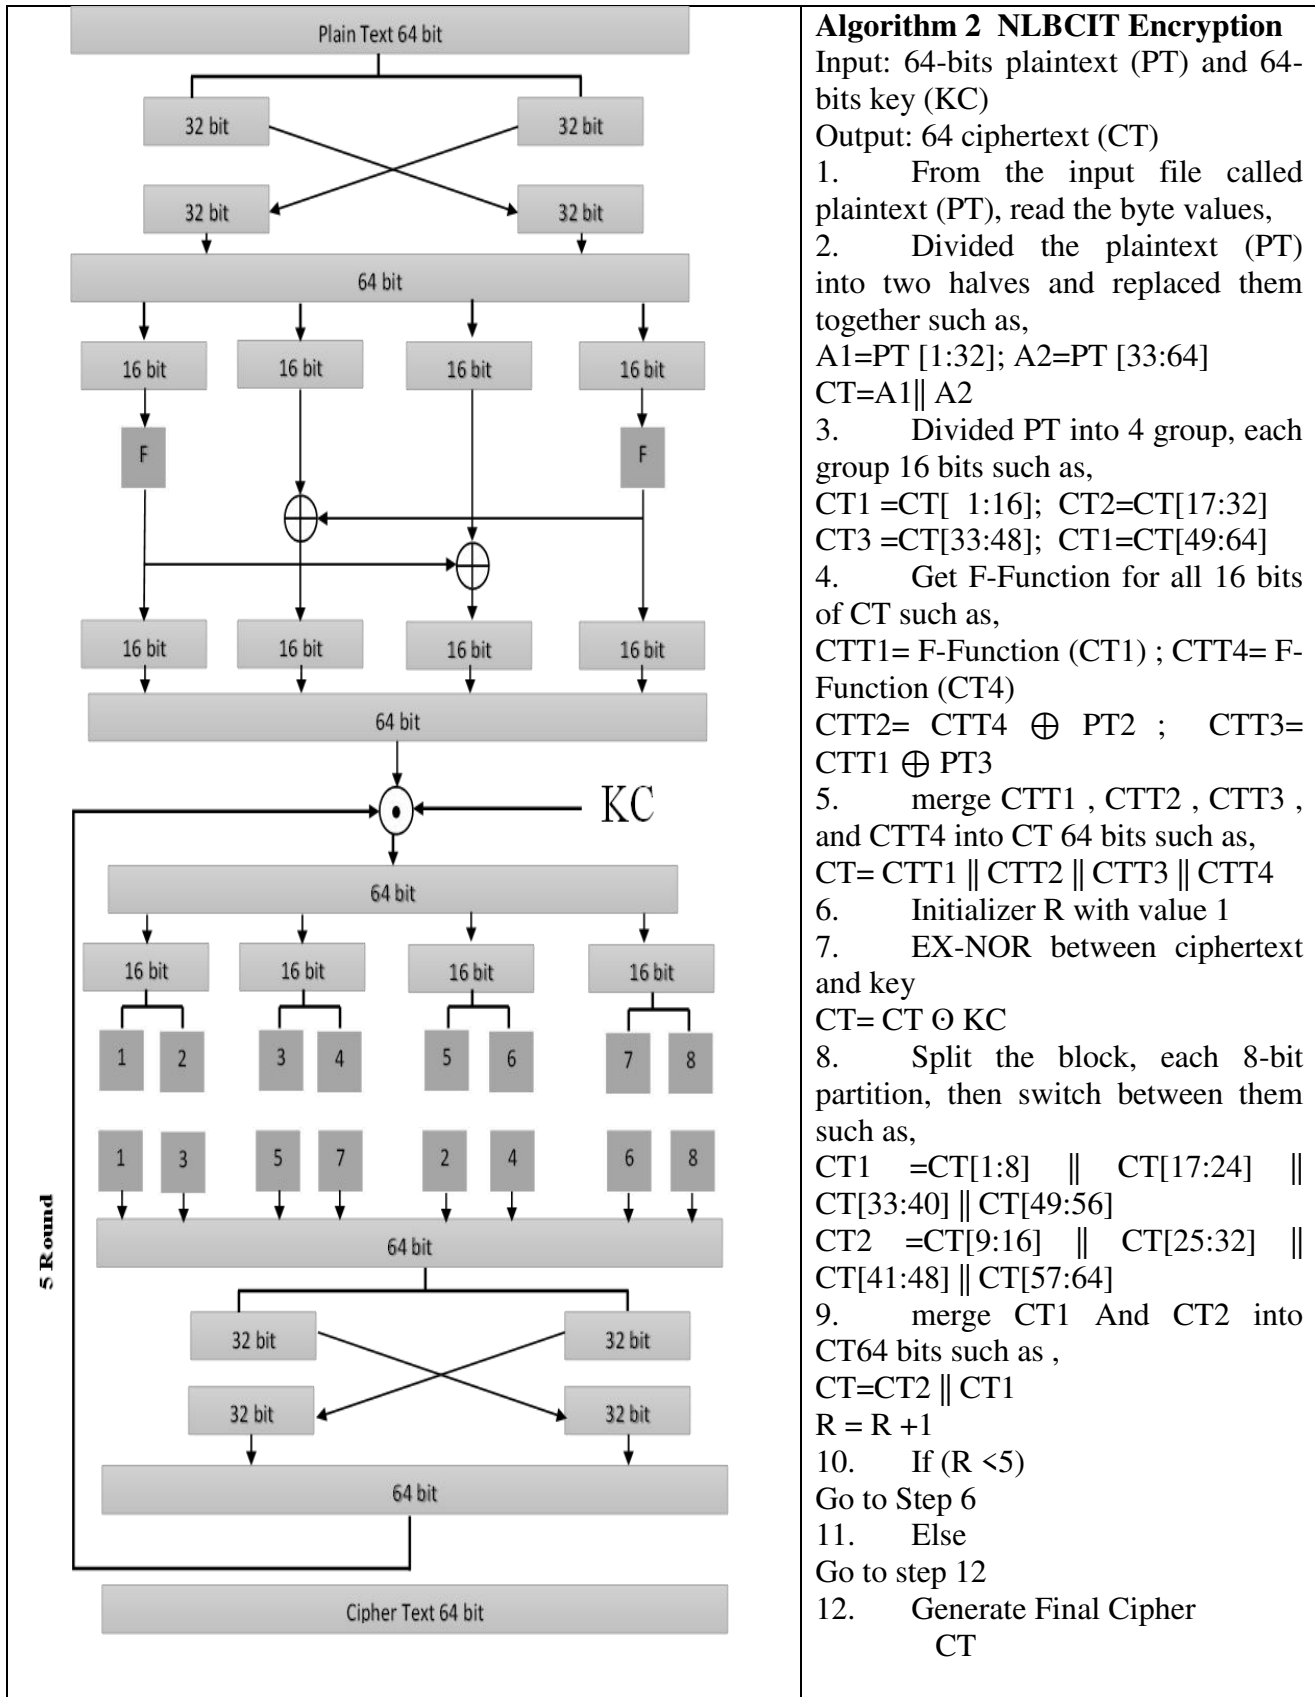 Plain Text 64 bit
32 bit
32 bit
32 bit
32 bit
64 bit
16 bit
16 bit
16 bit
16 bit
F
F
16 bit
16 bit
16 bit
16 bit
64 bit
KC
64 bit
16 bit
16 bit
16 bit
16 bit
1 2 3 4 5 6 7 8
1 3 5 7 2 4 6 8
64 bit
32 bit
32 bit
32 bit
32 bit
64 bit
5 Round
Cipher Text 64 bit
Algorithm 2 NLBCIT Encryption
Input: 64-bits plaintext (PT) and 64-
bits key (KC)
Output: 64 ciphertext (CT)
1. From the input file called
plaintext (PT), read the byte values,
2. Divided the plaintext (PT)
into two halves and replaced them
together such as,
A1=PT [1:32]; A2=PT [33:64]
CT=A1|| A2
3. Divided PT into 4 group, each
group 16 bits such as,
CT1 =CT[ 1:16]; CT2=CT[17:32]
CT3 =CT[33:48]; CT1=CT[49:64]
4. Get F-Function for all 16 bits
of CT such as,
CTT1= F-Function (CT1) ; CTT4= F-
Function (CT4)
CTT2= CTT4 ⊕ PT2 ; CTT3=
CTT1 ⊕ PT3
5. merge CTT1 , CTT2 , CTT3 ,
and CTT4 into CT 64 bits such as,
CT= CTT1 || CTT2 || CTT3 || CTT4
6. Initializer R with value 1
7. EX-NOR between ciphertext
and key
CT= CT ⊙ KC
8. Split the block, each 8-bit
partition, then switch between them
such as,
CT1 =CT[1:8] || CT[17:24] ||
CT[33:40] || CT[49:56]
CT2 =CT[9:16] || CT[25:32] ||
CT[41:48] || CT[57:64]
9. merge CT1 And CT2 into
CT64 bits such as ,
CT=CT2 || CT1
R = R +1
10. If (R <5)
Go to Step 6
11. Else
Go to step 12
12. Generate Final Cipher
CT